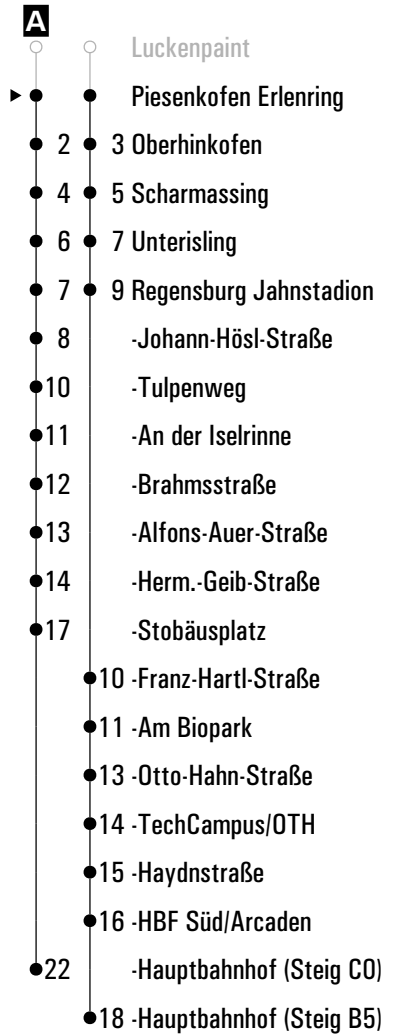 A
Luckenpaint
Piesenkofen Erlenring
2 3 Oberhinkofen
4 5 Scharmassing
6 7 Unterisling
7 9 Regensburg Jahnstadion
8 -Johann-Hösl-Straße
10 -Tulpenweg
11 -An der Iselrinne
12 -Brahmsstraße
13 -Alfons-Auer-Straße
14 -Herm.-Geib-Straße
17 -Stobäusplatz
10 -Franz-Hartl-Straße
11 -Am Biopark
13 -Otto-Hahn-Straße
14 -TechCampus/OTH
15 -Haydnstraße
16 -HBF Süd/Arcaden
22 -Hauptbahnhof (Steig C0)
18 -Hauptbahnhof (Steig B5)